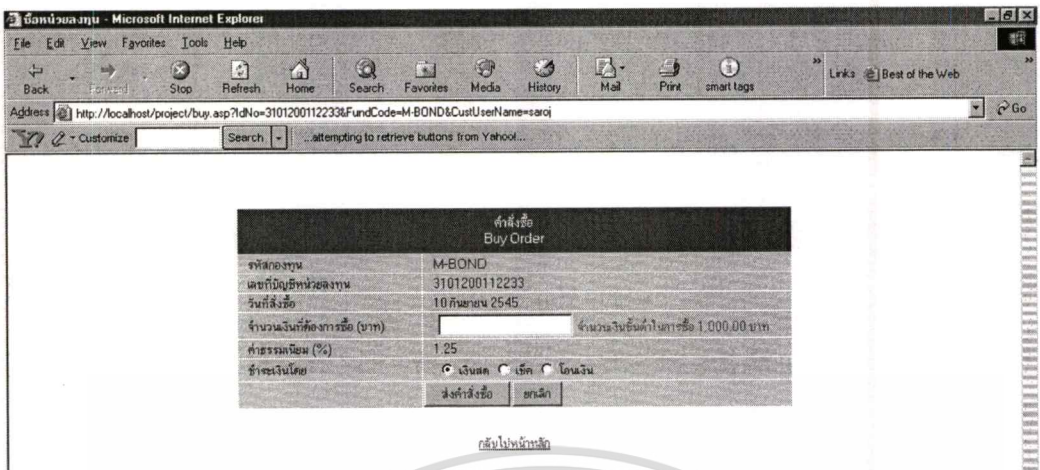 ซื้อหน่วยลงทุน - Microsoft Internet Explorer
File Edit View Favorites Tools Help
Back Forward Stop Refresh Home Search Favorites Media History Mail Print smart tags Links Best of the Web
Address http://localhost/project/buy.asp?IdNo=3101200112233&FundCode=M-BOND&CustUserName=saroj Go
Y! Customize Search ...attempting to retrieve buttons from Yahoo!...
คำสั่งซื้อ
Buy Order
รหัสกองทุน M-BOND
เลขที่บัญชีหน่วยลงทุน 3101200112233
วันที่สั่งซื้อ 10 กันยายน 2545
จำนวนเงินที่ต้องการซื้อ (บาท) จำนวนเงินขั้นต่ำในการซื้อ 1,000.00 บาท
ค่าธรรมเนียม (%) 1.25
ชำระเงินโดย เงินสด เช็ค โอนเงิน
ส่งคำสั่งซื้อ ยกเลิก
กลับไปหน้าหลัก